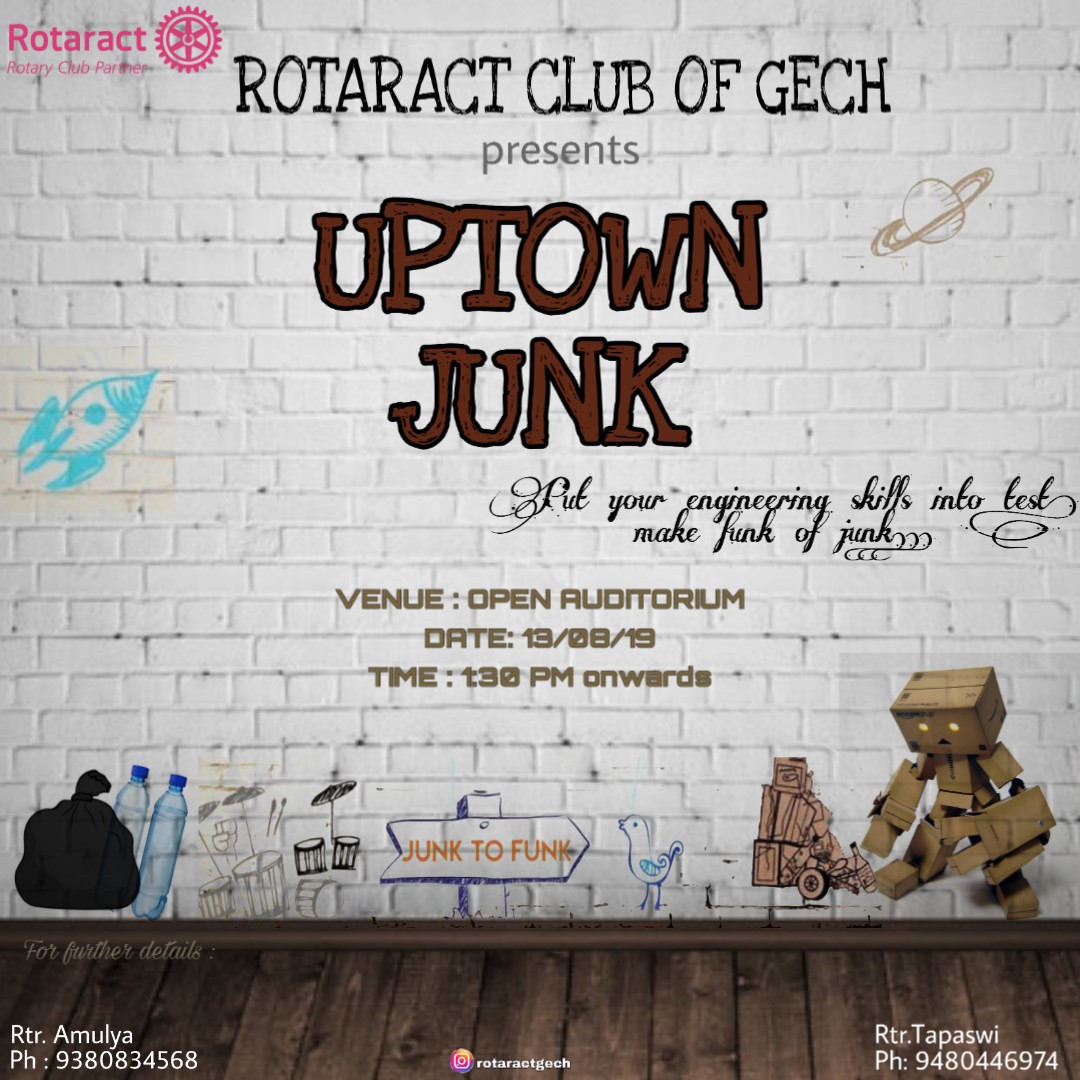 Rotaract
Rotary Club Partner
ROTARACT CLUB OF GECH
presents
UPTOWN
JUNK
Put your engineering skills into test
make funk of junk
VENUE : OPEN AUDITORIUM
DATE: 13/08/19
TIME : 1:30 PM onwards
JUNK TO FUNK
For further details :
Rtr. Amulya
Ph : 9380834568
rotaractgech
Rtr.Tapaswi
Ph: 9480446974